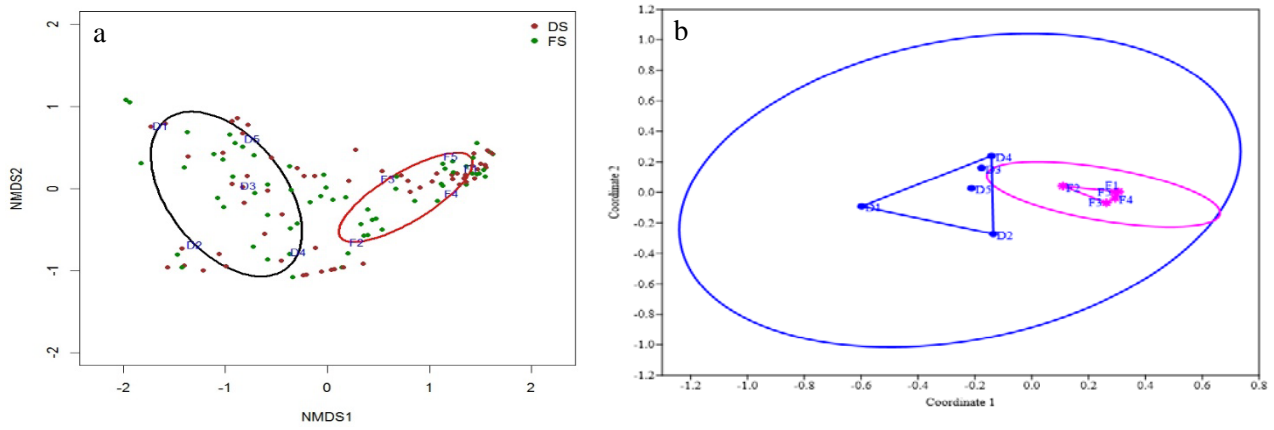 a
DS
FS
2
1
0
-1
-2
NMDS2
D1
D5
D3
D2
D4
F5
F3
F4
F2
-2
-1
0
1
2
NMDS1
b
1.2
1.0
0.8
0.6
0.4
0.2
0.0
-0.2
-0.4
-0.6
-0.8
-1.0
-1.2
Coordinate 2
D4
D3
D5
D1
D2
F2
F1
F3
F4
-1.2
-1.0
-0.8
-0.6
-0.4
-0.2
0.0
0.2
0.4
0.6
0.8
Coordinate 1